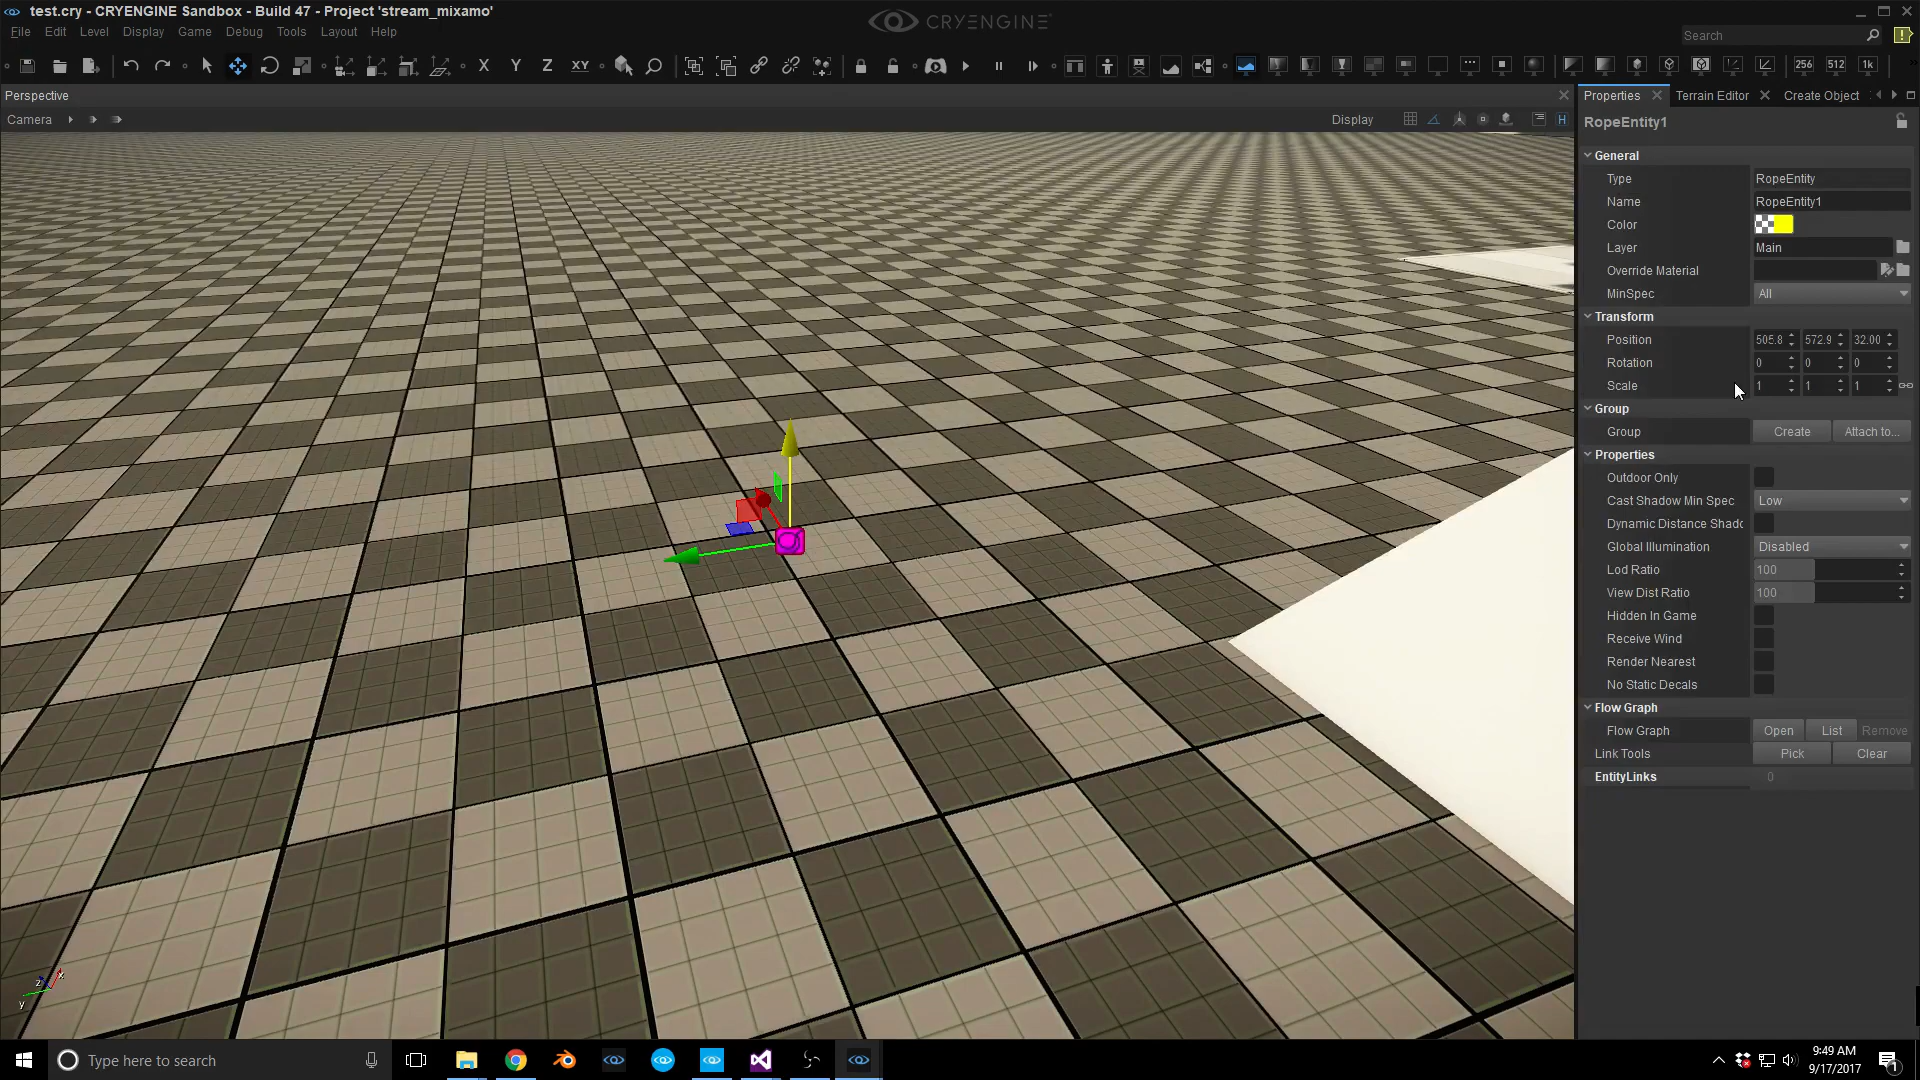 test.cry - CRYENGINE Sandbox - Build 47 - Project 'stream_mixamo'
CRYENGINE
File Edit Level Display Game Debug Tools Layout Help
Search
X Y Z XY
256 512 1k
Perspective
Properties Terrain Editor Create Object
Camera
Display
H
RopeEntity1
General
Type RopeEntity
Name RopeEntity1
Color
Layer Main
Override Material
MinSpec All
Transform
Position 505.8 572.9 32.00
Rotation 0 0 0
Scale 1 1 1
Group
Group Create Attach to...
Properties
Outdoor Only
Cast Shadow Min Spec Low
Dynamic Distance Shadc
Global Illumination Disabled
Lod Ratio 100
View Dist Ratio 100
Hidden In Game
Receive Wind
Render Nearest
No Static Decals
Flow Graph
Flow Graph Open List Remove
Link Tools Pick Clear
EntityLinks 0
z x
y
Type here to search
9:49 AM
9/17/2017
1